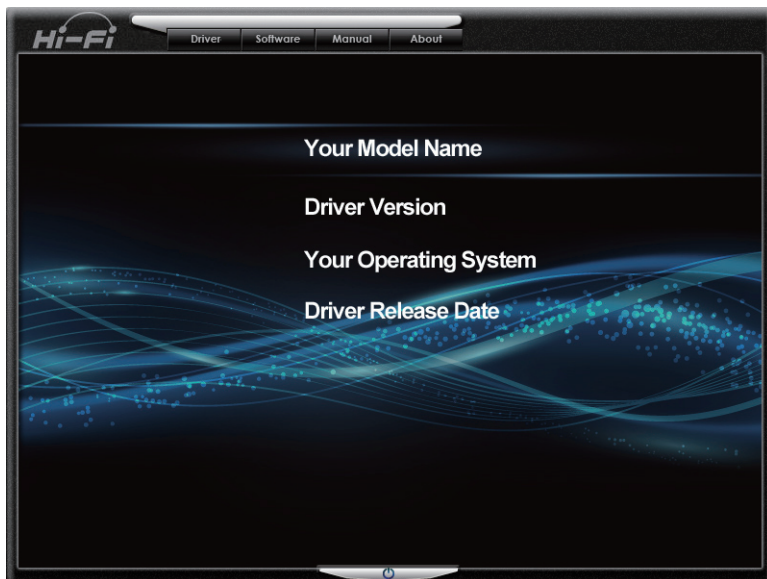 Hi-Fi
Driver Software Manual About
Your Model Name
Driver Version
Your Operating System
Driver Release Date